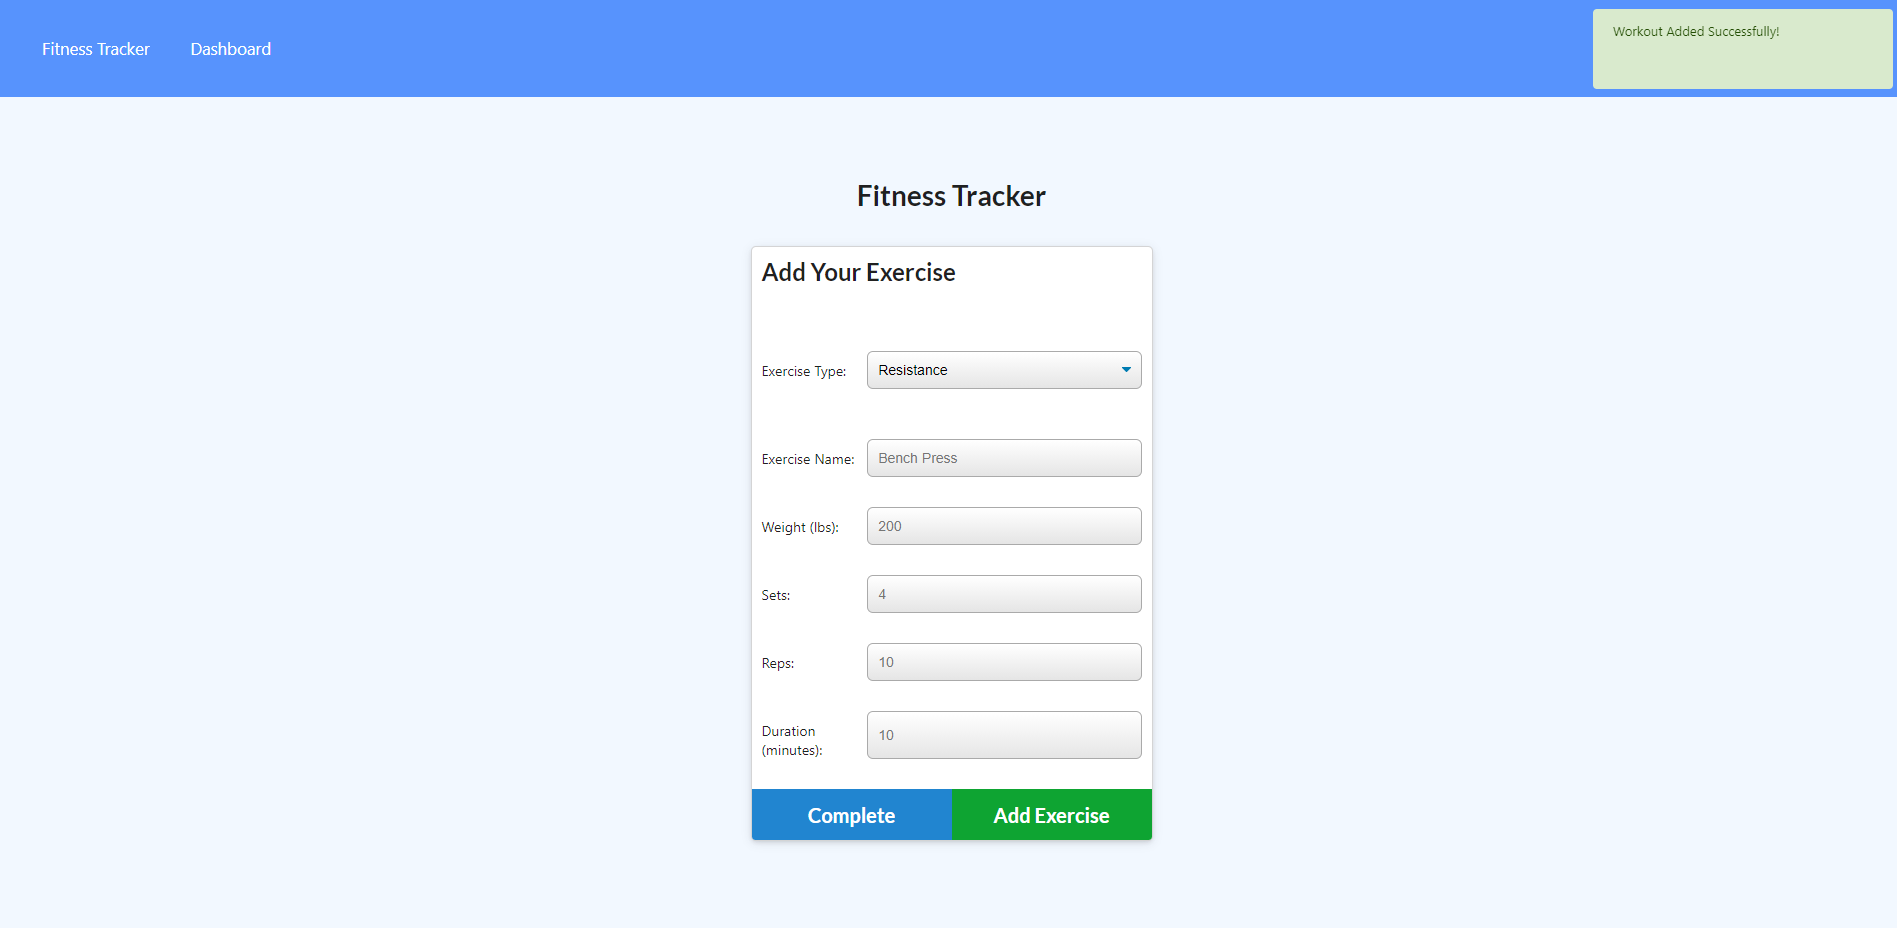 Fitness Tracker Dashboard
Workout Added Successfully!
Fitness Tracker
Add Your Exercise
Exercise Type: Resistance
Exercise Name: Bench Press
Weight (lbs): 200
Sets: 4
Reps: 10
Duration
(minutes): 10
Complete Add Exercise